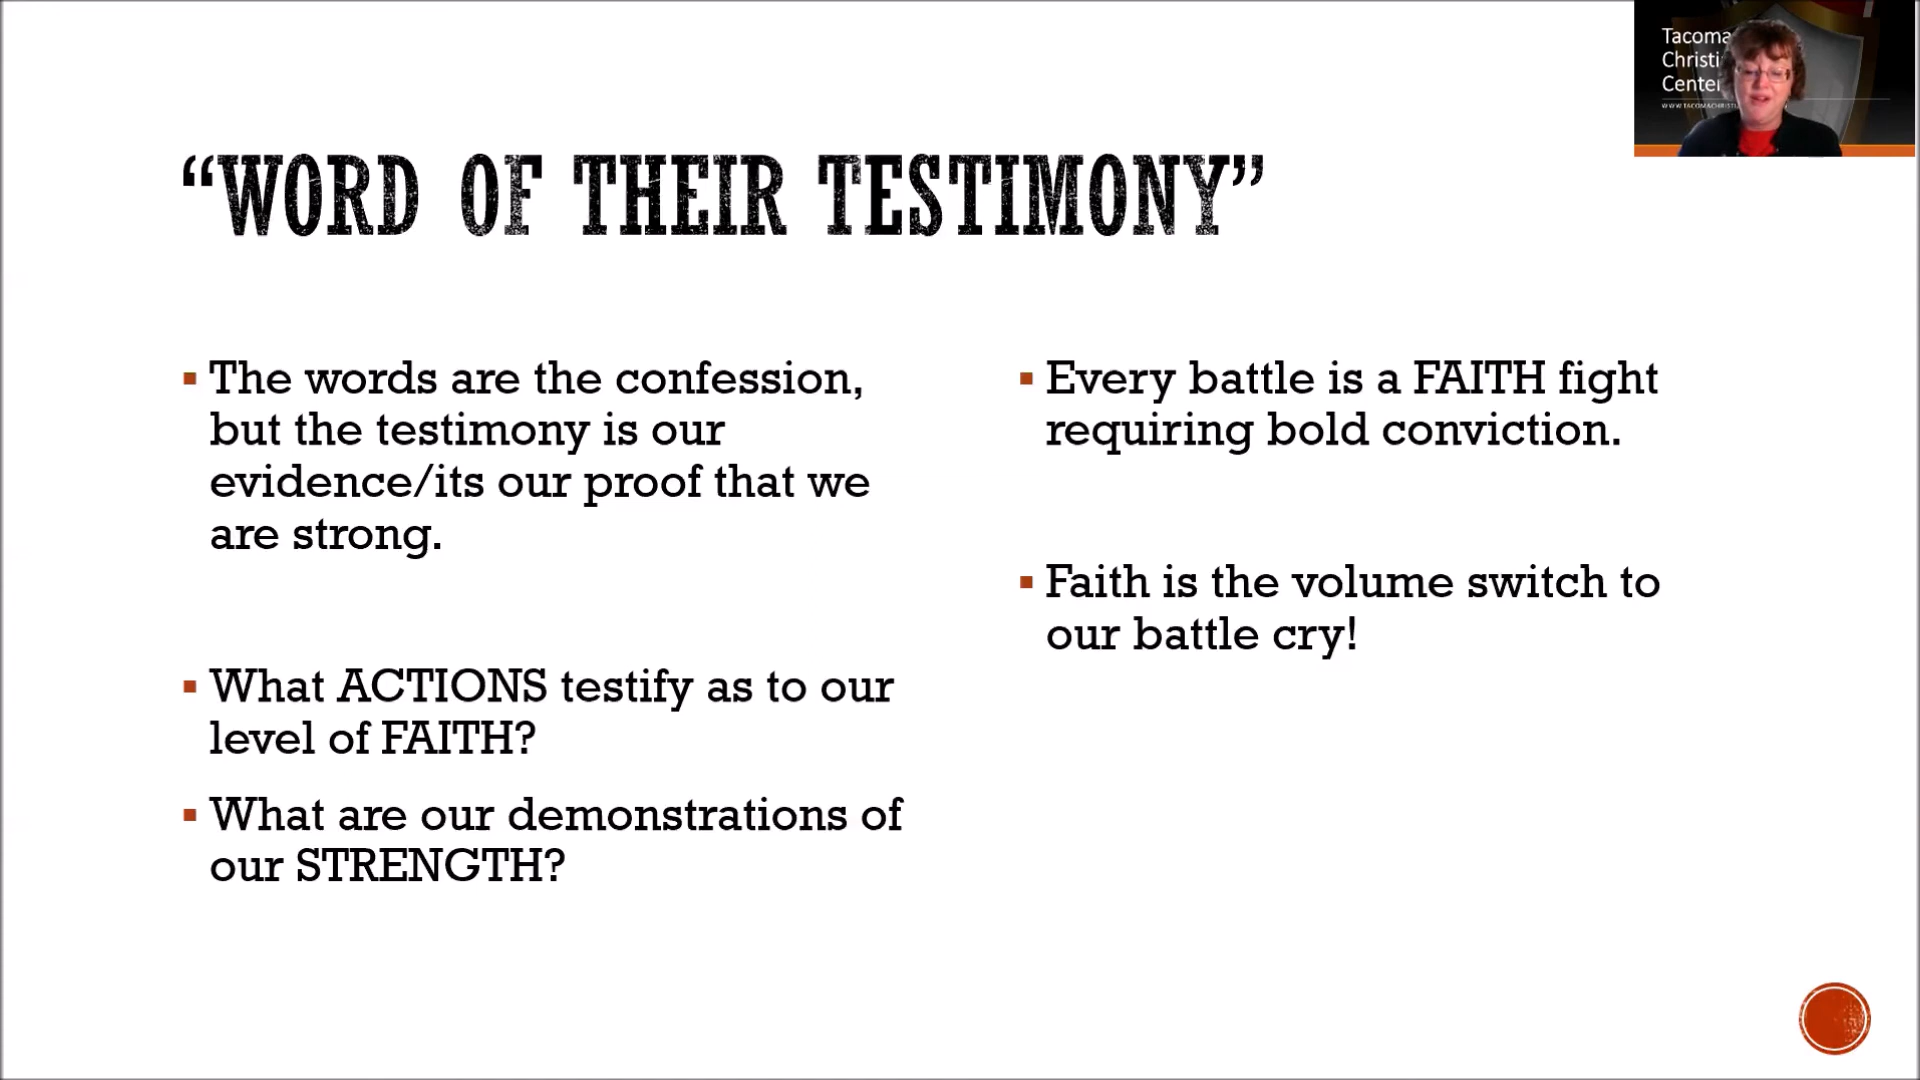 “WORD OF THEIR TESTIMONY”
▪ The words are the confession,
but the testimony is our
evidence/its our proof that we
are strong.
▪ What ACTIONS testify as to our
level of FAITH?
▪ What are our demonstrations of
our STRENGTH?
▪ Every battle is a FAITH fight
requiring bold conviction.
▪ Faith is the volume switch to
our battle cry!
Tacoma
Christi
Center